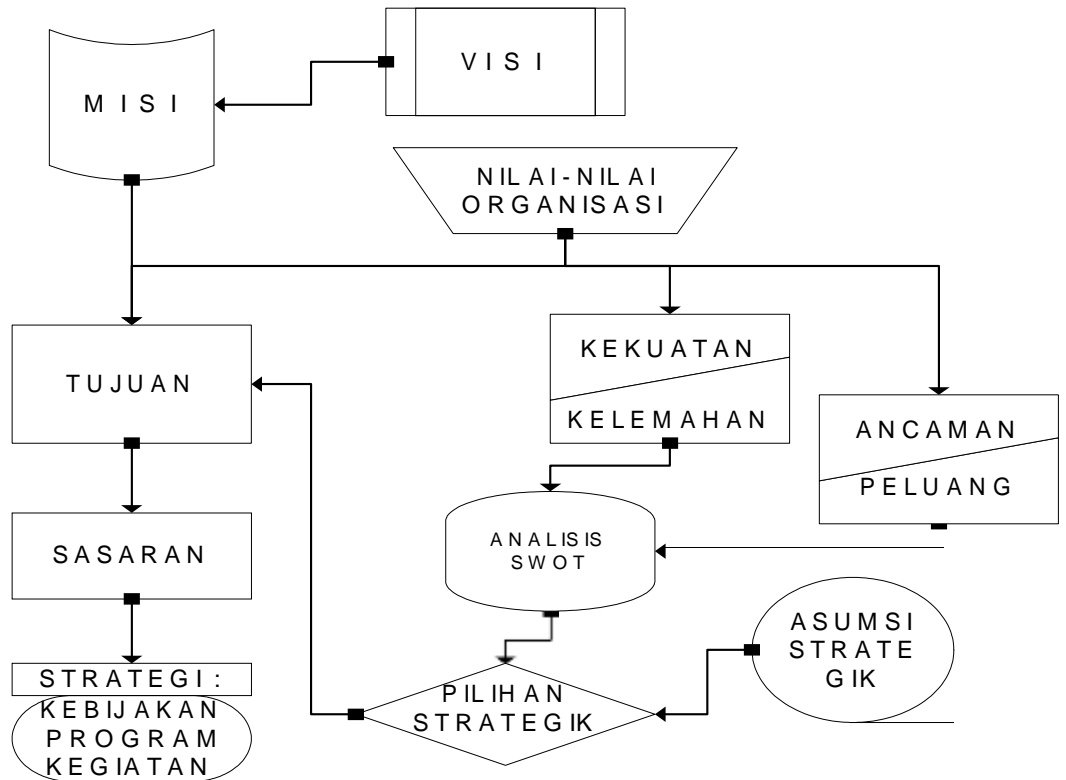 VISI
MISI
NILAI-NILAI
ORGANISASI
TUJUAN
KEKUATAN
KELEMAHAN
ANCAMAN
PELUANG
SASARAN
ANALISIS
SWOT
ASUMSI
STRATE
GIK
STRATEGI:
KEBIJAKAN
PROGRAM
KEGIATAN
PILIHAN
STRATEGIK